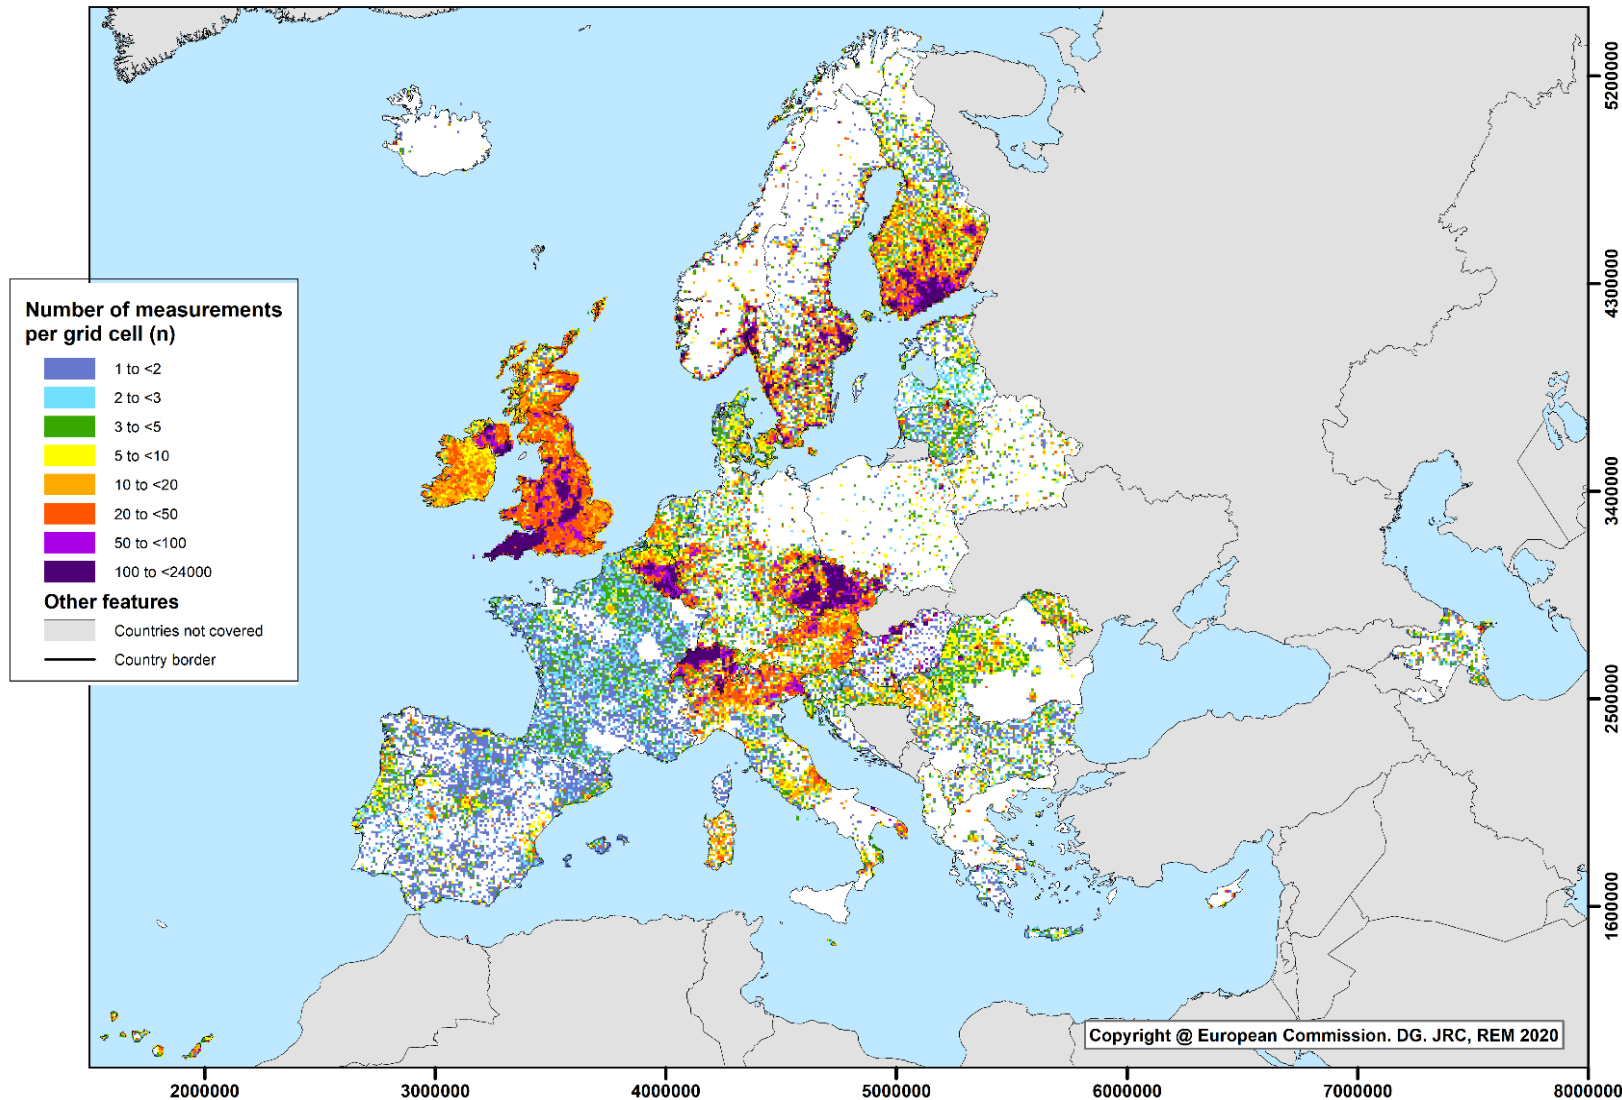 Number of measurements
per grid cell (n)
1 to <2
2 to <3
3 to <5
5 to <10
10 to <20
20 to <50
50 to <100
100 to <24000
Other features
Countries not covered
Country border
5200000
4300000
3400000
2500000
1600000
Copyright @ European Commission. DG. JRC, REM 2020
2000000 3000000 4000000 5000000 6000000 7000000 8000000